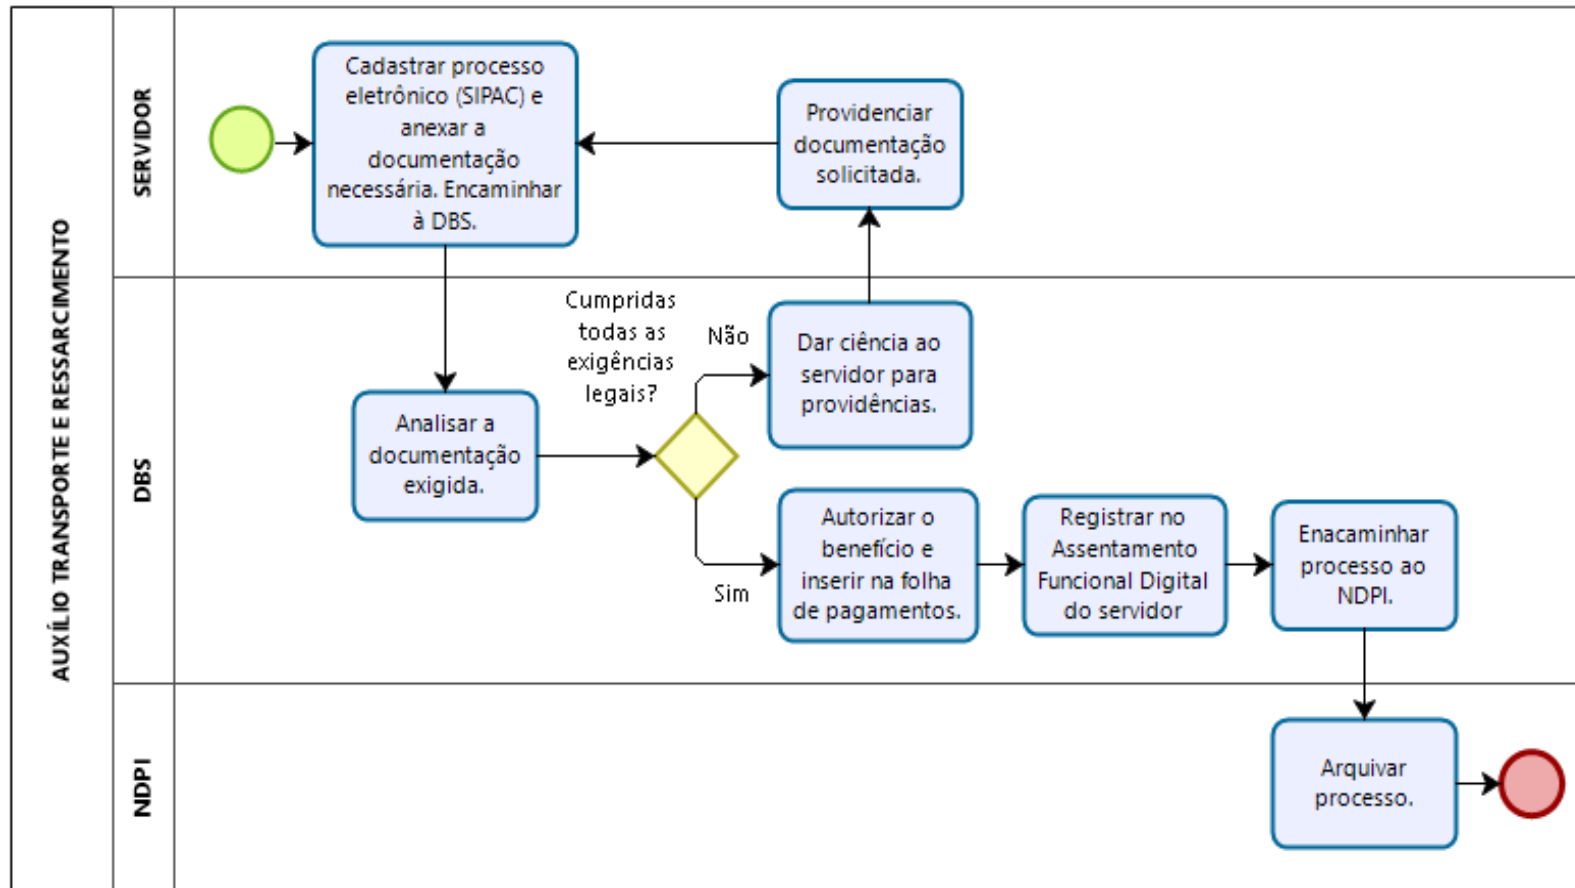 AUXÍLIO TRANSPORTE E RESSARCIMENTO
SERVIDOR
Cadastrar processo
eletrônico (SIPAC) e
anexar a
documentação
necessária. Encaminhar
à DBS.
Providenciar
documentação
solicitada.
DBS
Analisar a
documentação
exigida.
Cumpridas
todas as
exigências
legais?
Não
Dar ciência ao
servidor para
providências.
Sim
Autorizar o
benefício e
inserir na folha
de pagamentos.
Registrar no
Assentamento
Funcional Digital
do servidor
Enacaminhar
processo ao
NDPI.
NDPI
Arquivar
processo.